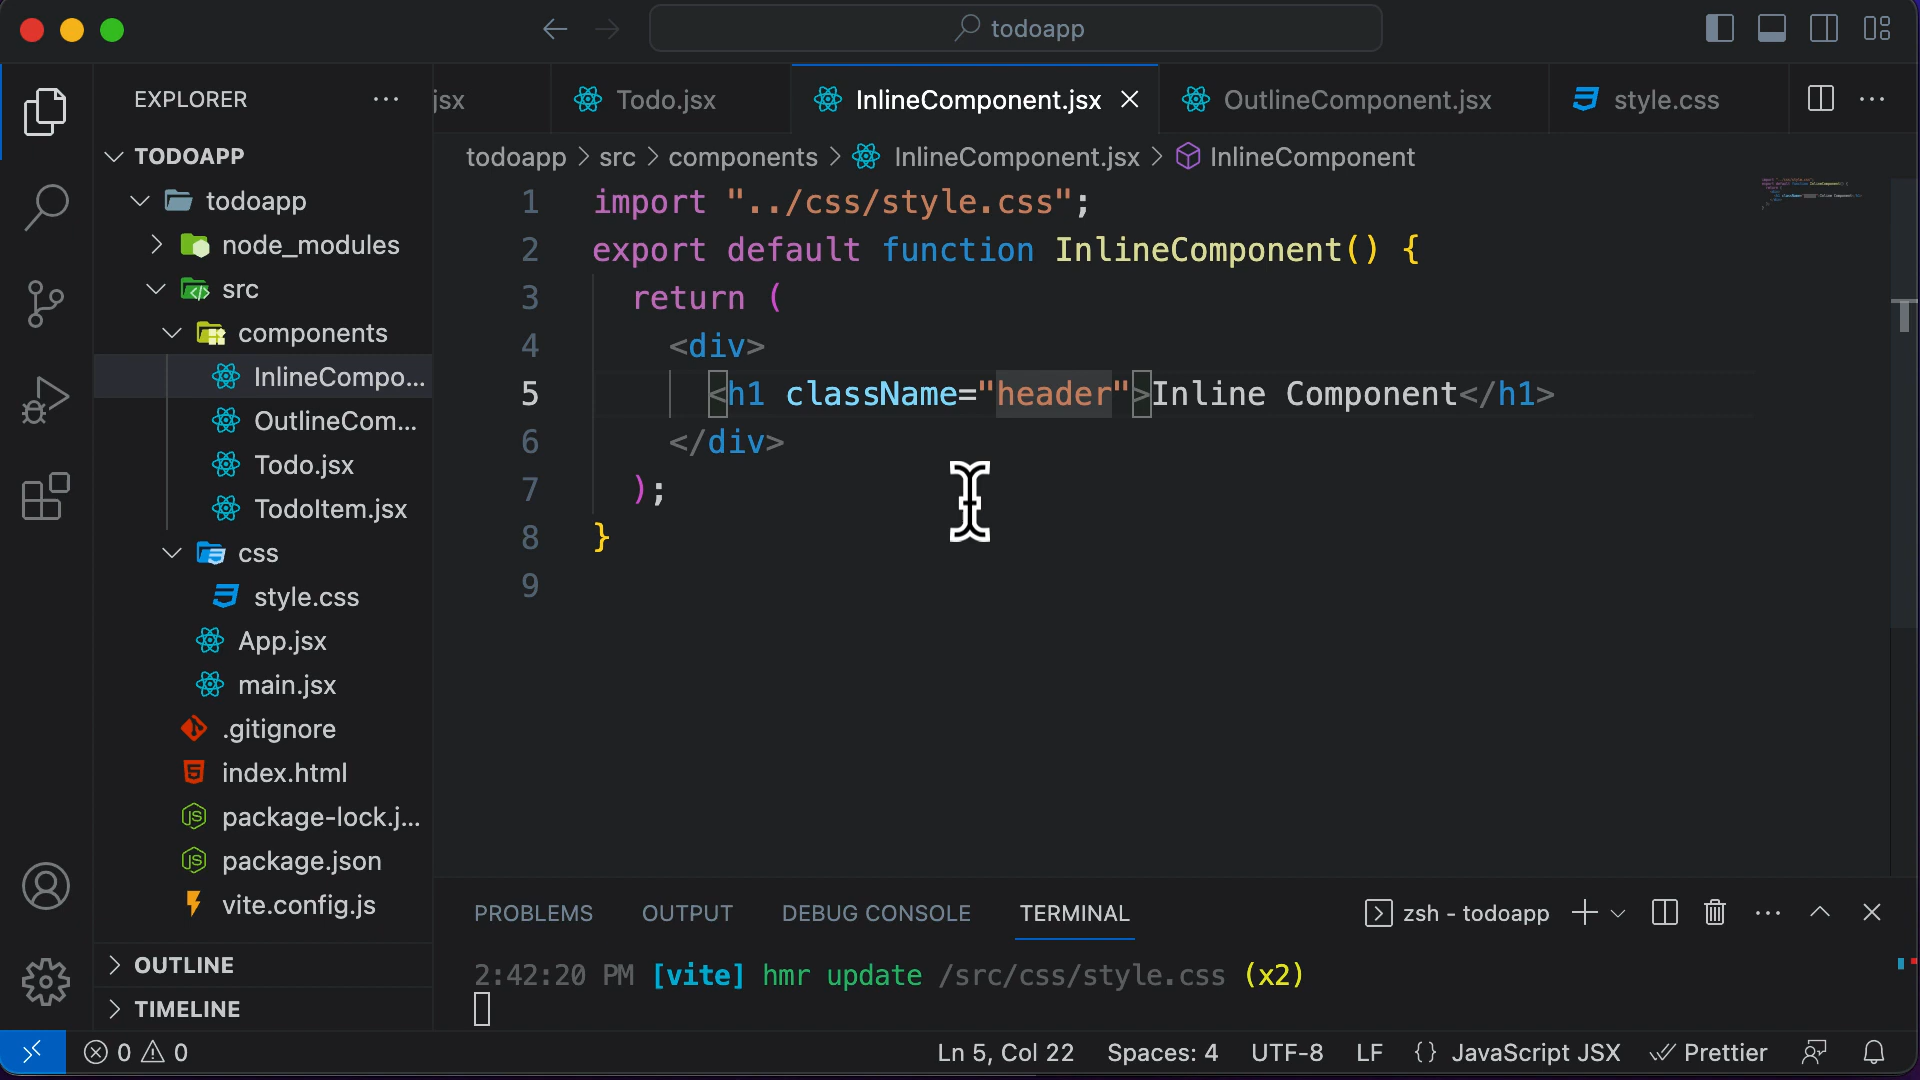 todoapp
EXPLORER
TODOAPP
todoapp
node_modules
src
components
InlineCompo...
OutlineCom...
Todo.jsx
TodoItem.jsx
css
style.css
App.jsx
main.jsx
.gitignore
index.html
package-lock.j...
package.json
vite.config.js
OUTLINE
TIMELINE
jsx Todo.jsx InlineComponent.jsx OutlineComponent.jsx style.css
todoapp > src > components > InlineComponent.jsx > InlineComponent
1 import "../css/style.css";
2 export default function InlineComponent() {
3 return (
4 <div>
5 <h1 className="header">Inline Component</h1>
6 </div>
7 );
8 }
9
PROBLEMS OUTPUT DEBUG CONSOLE TERMINAL zsh - todoapp
2:42:20 PM [vite] hmr update /src/css/style.css (x2)
0 0 Ln 5, Col 22 Spaces: 4 UTF-8 LF {} JavaScript JSX Prettier